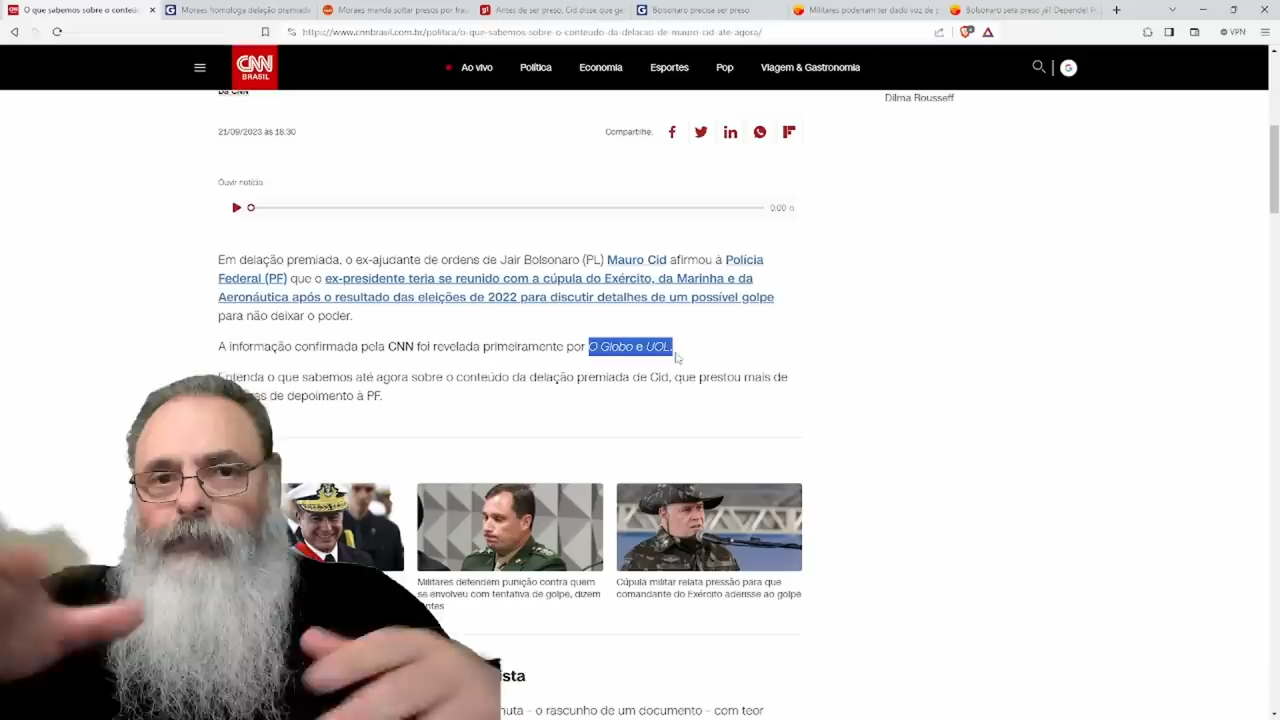 O que sabemos sobre o conteúd
Moraes homologa delação premiada
Moraes manda soltar presos por frau
Antes de ser preso, Cid disse que ge
Bolsonaro precisa ser preso
Militares poderiam ter dado voz de p
Bolsonaro será preso já! Depende! P
https://www.cnnbrasil.com.br/politica/o-que-sabemos-sobre-o-conteudo-da-delacao-de-mauro-cid-ate-agora/
VPN
CNN BRASIL
Ao vivo Política Economia Esportes Pop Viagem & Gastronomia
Da CNN
Dilma Rousseff
21/09/2023 às 18:30
Compartilhe:
Ouvir notícia
0:00
Em delação premiada, o ex-ajudante de ordens de Jair Bolsonaro (PL) Mauro Cid afirmou à Polícia
Federal (PF) que o ex-presidente teria se reunido com a cúpula do Exército, da Marinha e da
Aeronáutica após o resultado das eleições de 2022 para discutir detalhes de um possível golpe
para não deixar o poder.
A informação confirmada pela CNN foi revelada primeiramente por O Globo e UOL.
Entenda o que sabemos até agora sobre o conteúdo da delação premiada de Cid, que prestou mais de
de depoimento à PF.
Militares defendem punição contra quem
se envolveu com tentativa de golpe, dizem
Cúpula militar relata pressão para que
comandante do Exército aderisse ao golpe
ista
nuta – o rascunho de um documento – com teor